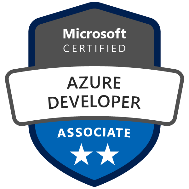 Microsoft
CERTIFIED
AZURE
DEVELOPER
ASSOCIATE